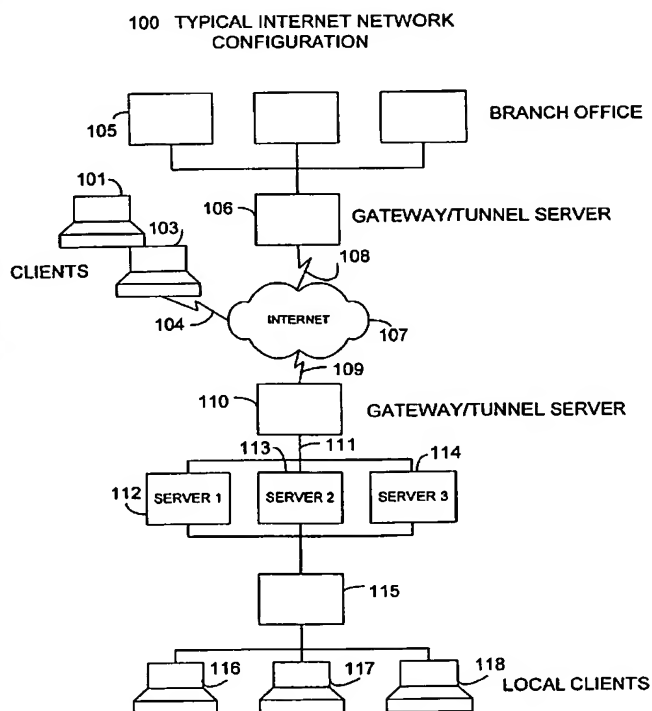 100 TYPICAL INTERNET NETWORK
CONFIGURATION
105
BRANCH OFFICE
101
106
GATEWAY/TUNNEL SERVER
103
108
CLIENTS
INTERNET
104
107
109
110
GATEWAY/TUNNEL SERVER
111
113
114
112
SERVER 1
SERVER 2
SERVER 3
115
116
117
118
LOCAL CLIENTS